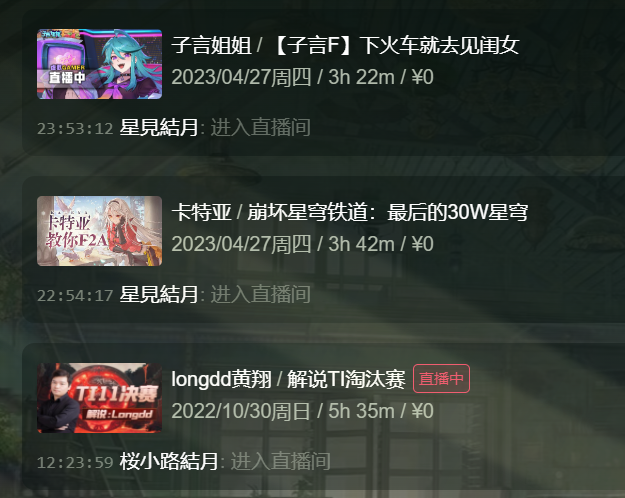 子言姐姐 / 【子言F】下火车就去见闺女
2023/04/27周四 / 3h 22m / ¥0
GAMER
直播中
23:53:12 星見結月: 进入直播间
卡特亚 / 崩坏星穹铁道：最后的30W星穹
2023/04/27周四 / 3h 42m / ¥0
卡特亚
教你F2A
22:54:17 星見結月: 进入直播间
longdd黄翔 / 解说TI淘汰赛 直播中
2022/10/30周日 / 5h 35m / ¥0
TI11决赛
解说:Longdd
12:23:59 桜小路結月: 进入直播间